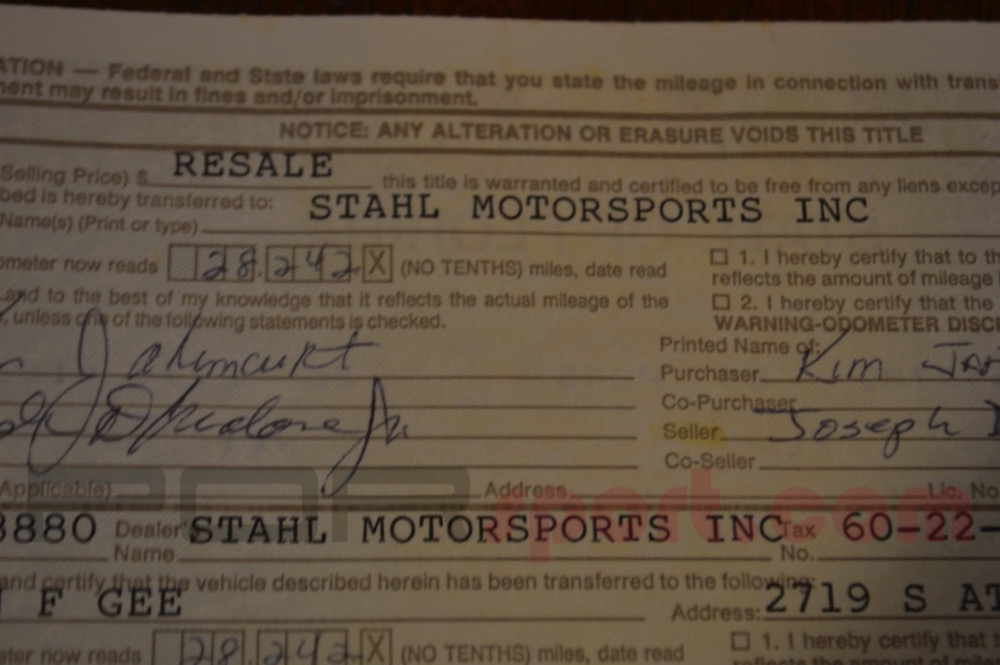 ATION — Federal and State laws require that you state the mileage in connection with trans
ment may result in fines and/or imprisonment.
NOTICE: ANY ALTERATION OR ERASURE VOIDS THIS TITLE
Selling Price) $ RESALE this title is warranted and certified to be free from any liens excep
bed is hereby transferred to: STAHL MOTORSPORTS INC
Name(s) (Print or type)
ometer now reads 28,242 X (NO TENTHS) miles, date read
☐ 1. I hereby certify that to th
reflects the amount of mileage
and to the best of my knowledge that it reflects the actual mileage of the
, unless one of the following statements is checked.
☐ 2. I hereby certify that the
WARNING-ODOMETER DISC
Printed Name of:
Purchaser Kim
Co-Purchaser
Seller Joseph
Co-Seller
Applicable) Address Lic. No
3880 Dealer's STAHL MOTORSPORTS INC Tax 60-22-
Name No.
and certify that the vehicle described herein has been transferred to the following:
F GEE Address: 2719 S AT
eter now reads 28,242 X (NO TENTHS) miles, date read
☐ 1. I hereby certify that t
port.com